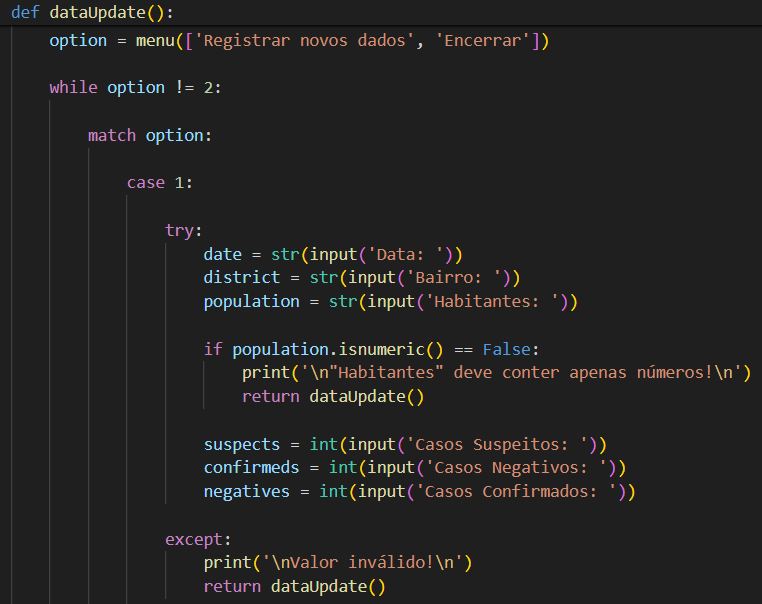 def dataUpdate():
    option = menu(['Registrar novos dados', 'Encerrar'])
    while option != 2:
        match option:
            case 1:
                try:
                    date = str(input('Data: '))
                    district = str(input('Bairro: '))
                    population = str(input('Habitantes: '))
                    if population.isnumeric() == False:
                        print('\n"Habitantes" deve conter apenas números!\n')
                        return dataUpdate()
                    suspects = int(input('Casos Suspeitos: '))
                    confirmeds = int(input('Casos Negativos: '))
                    negatives = int(input('Casos Confirmados: '))
                except:
                    print('\nValor inválido!\n')
                    return dataUpdate()